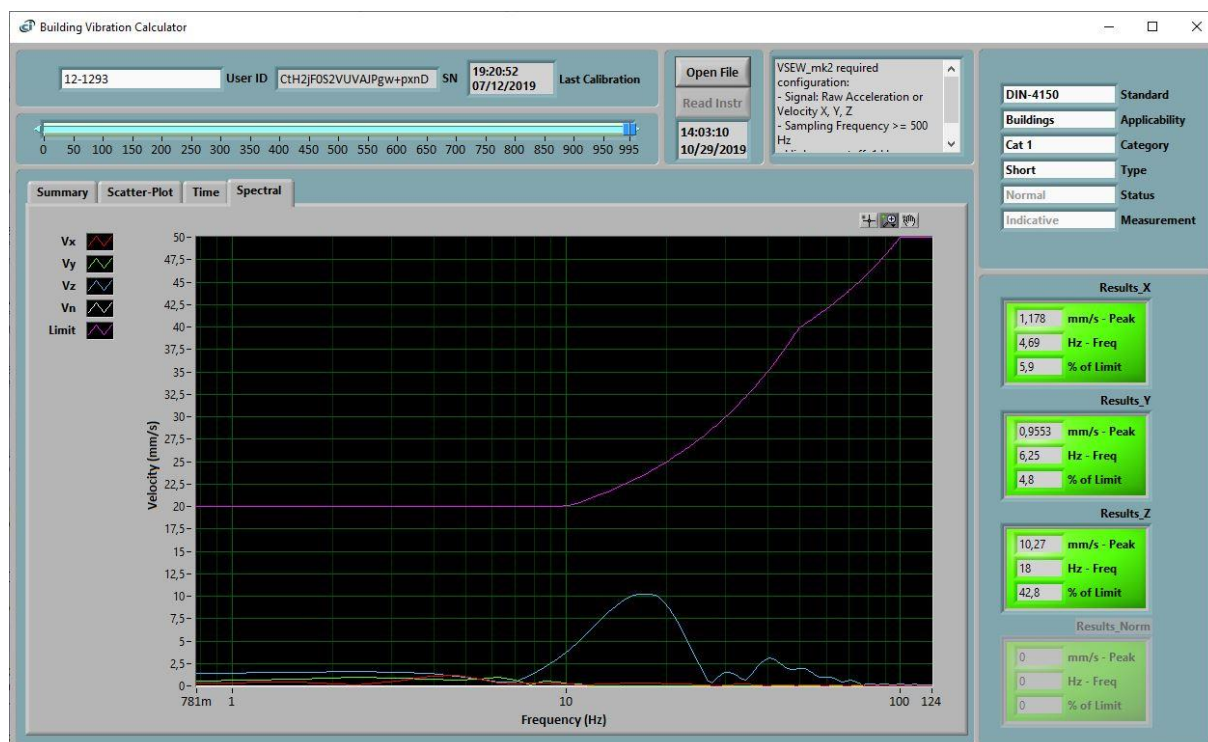 Building Vibration Calculator
12-1293 User ID CtH2jF0S2VUVAJPgw+pxnD SN 19:20:52 07/12/2019 Last Calibration
0 50 100 150 200 250 300 350 400 450 500 550 600 650 700 750 800 850 900 995
Open File
Read Instr
14:03:10
10/29/2019
VSEW_mk2 required
configuration:
- Signal: Raw Acceleration or
Velocity X, Y, Z
- Sampling Frequency >= 500
Hz
DIN-4150 Standard
Buildings Applicability
Cat 1 Category
Short Type
Normal Status
Indicative Measurement
Summary Scatter-Plot Time Spectral
Vx
Vy
Vz
Vn
Limit
Velocity (mm/s)
50
47,5
45
42,5
40
37,5
35
32,5
30
27,5
25
22,5
20
17,5
15
12,5
10
7,5
5
2,5
0
781m 1 10 100 124
Frequency (Hz)
Results_X
1,178 mm/s - Peak
4,69 Hz - Freq
5,9 % of Limit
Results_Y
0,9553 mm/s - Peak
6,25 Hz - Freq
4,8 % of Limit
Results_Z
10,27 mm/s - Peak
18 Hz - Freq
42,8 % of Limit
Results_Norm
0 mm/s - Peak
0 Hz - Freq
0 % of Limit